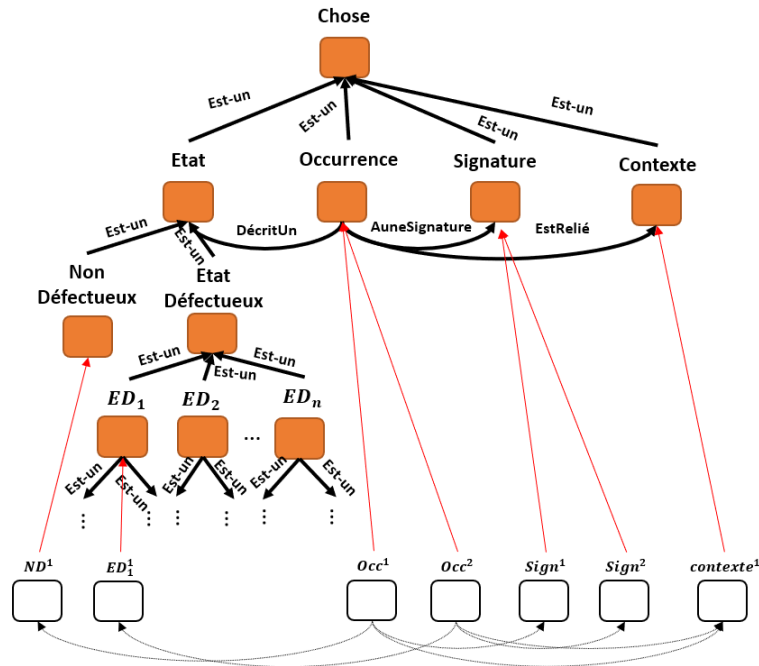 Chose
Est-un
Est-un
Est-un
Est-un
Etat
Occurrence
Signature
Contexte
Est-un
Est-un
DécritUn
AuneSignature
EstRelié
Non
Défectueux
Etat
Défectueux
Est-un
Est-un
Est-un
ED₁
ED₂
EDₙ
...
Est-un
Est-un
Est-un
Est-un
Est-un
Est-un
ND¹
ED₁¹
Occ¹
Occ²
Sign¹
Sign²
contexte¹